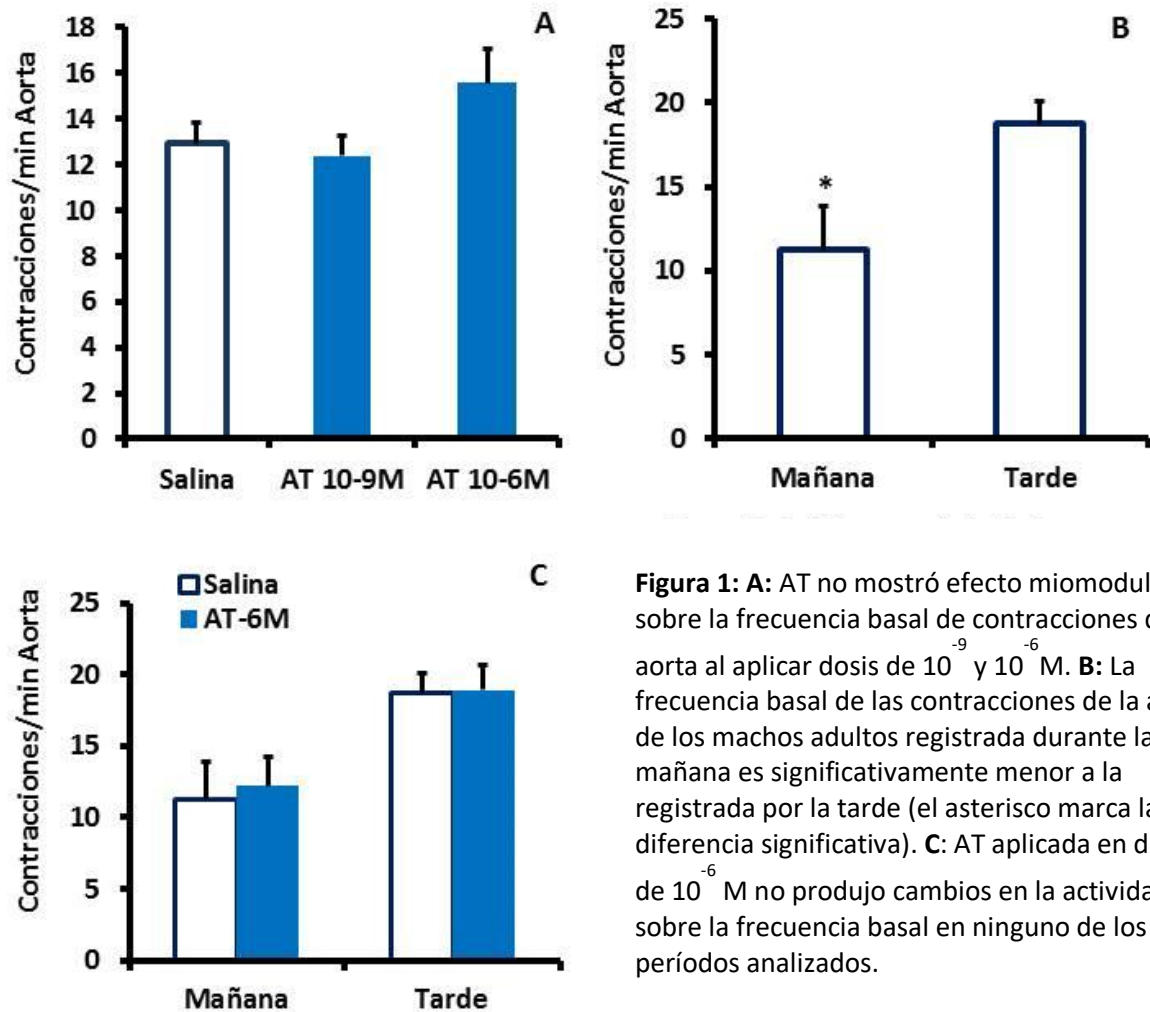 A
Contracciones/min Aorta
18
16
14
12
10
8
6
4
2
0
Salina AT 10-9M AT 10-6M
B
Contracciones/min Aorta
25
20
15
10
5
0
*
Mañana Tarde
C
Salina
AT-6M
Contracciones/min Aorta
25
20
15
10
5
0
Mañana Tarde
Figura 1: A: AT no mostró efecto miomodul
sobre la frecuencia basal de contracciones
aorta al aplicar dosis de 10⁻⁹ y 10⁻⁶M. B: La
frecuencia basal de las contracciones de la
de los machos adultos registrada durante la
mañana es significativamente menor a la
registrada por la tarde (el asterisco marca la
diferencia significativa). C: AT aplicada en
de 10⁻⁶ M no produjo cambios en la activida
sobre la frecuencia basal en ninguno de los
períodos analizados.